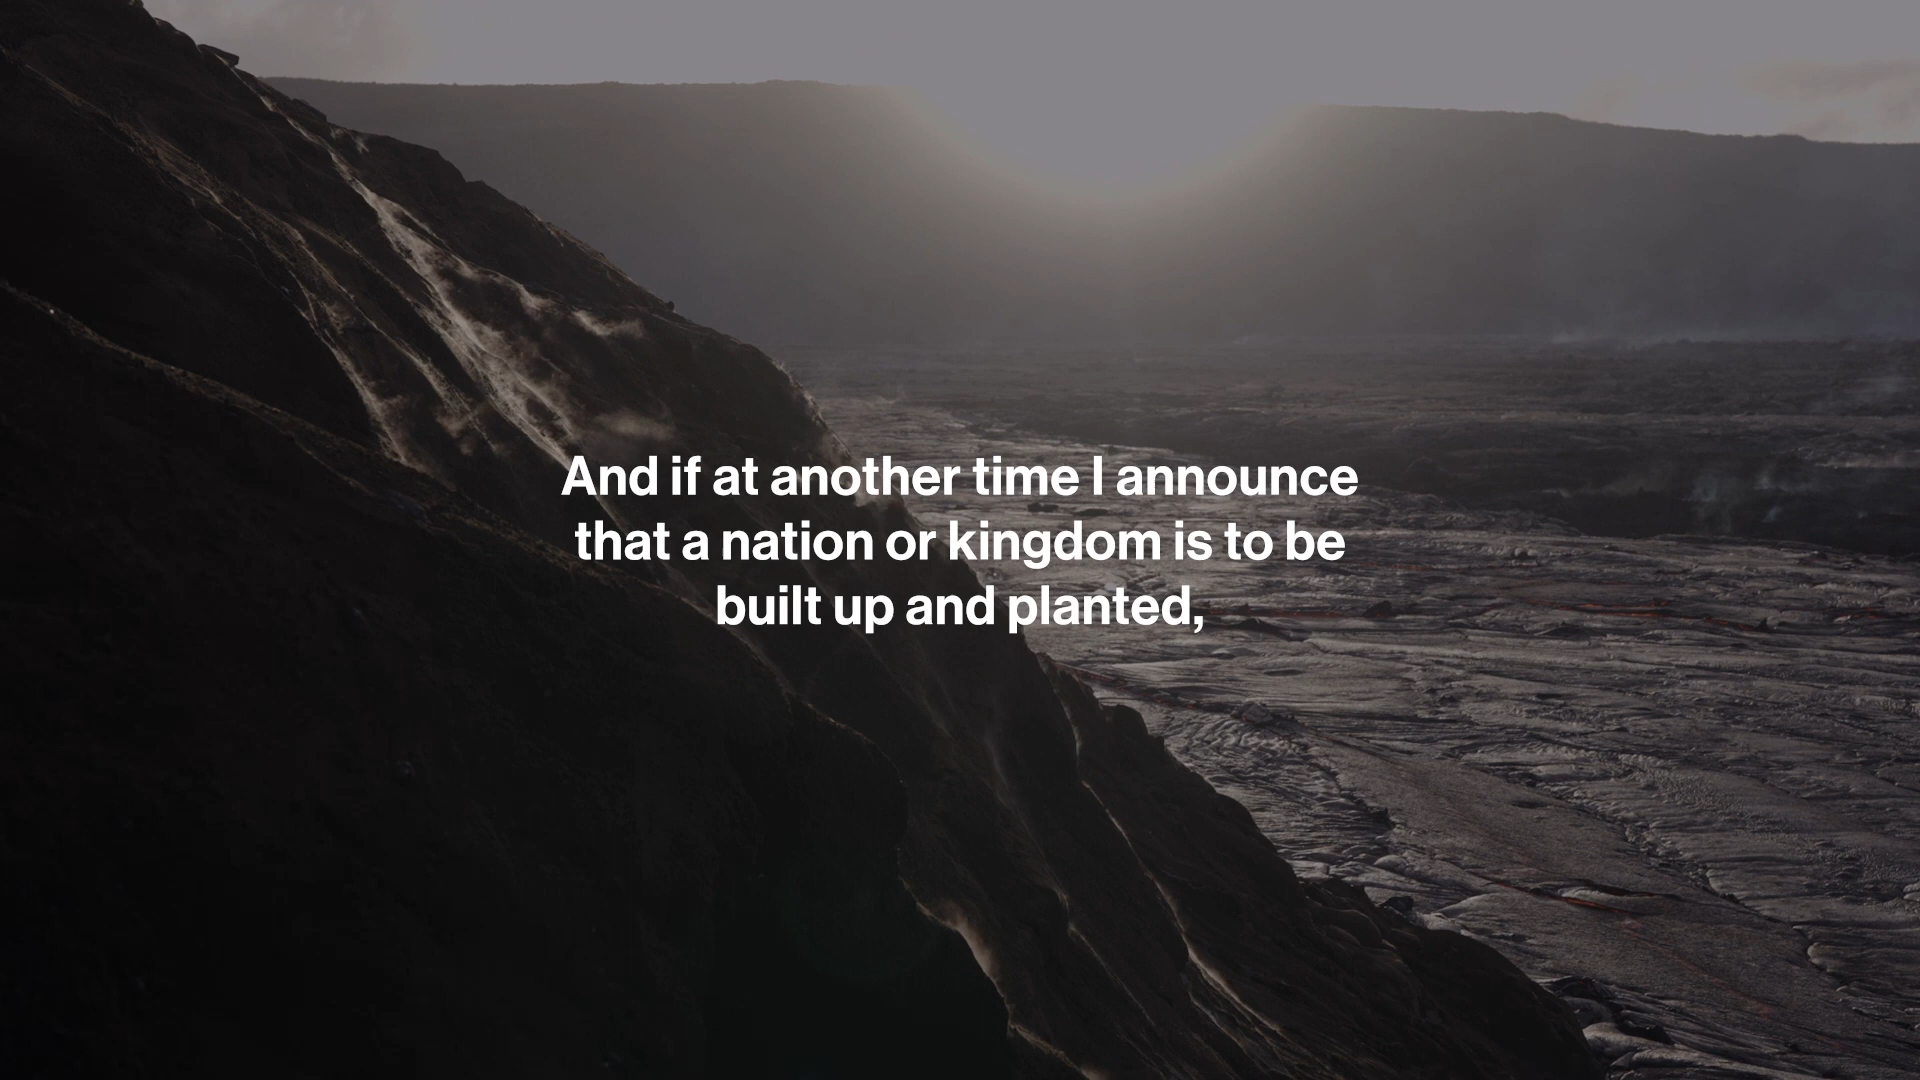 And if at another time I announce
that a nation or kingdom is to be
built up and planted,